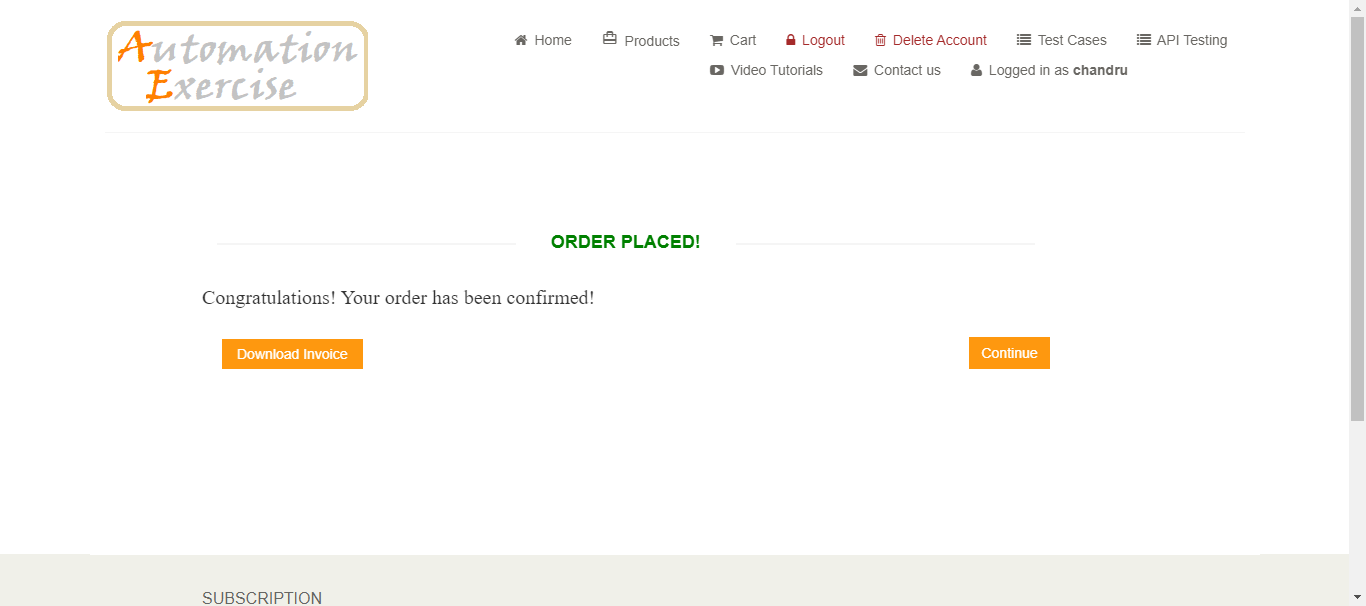 Automation
Exercise
Home Products Cart Logout Delete Account Test Cases API Testing
Video Tutorials Contact us Logged in as chandru
ORDER PLACED!
Congratulations! Your order has been confirmed!
Download Invoice Continue
SUBSCRIPTION